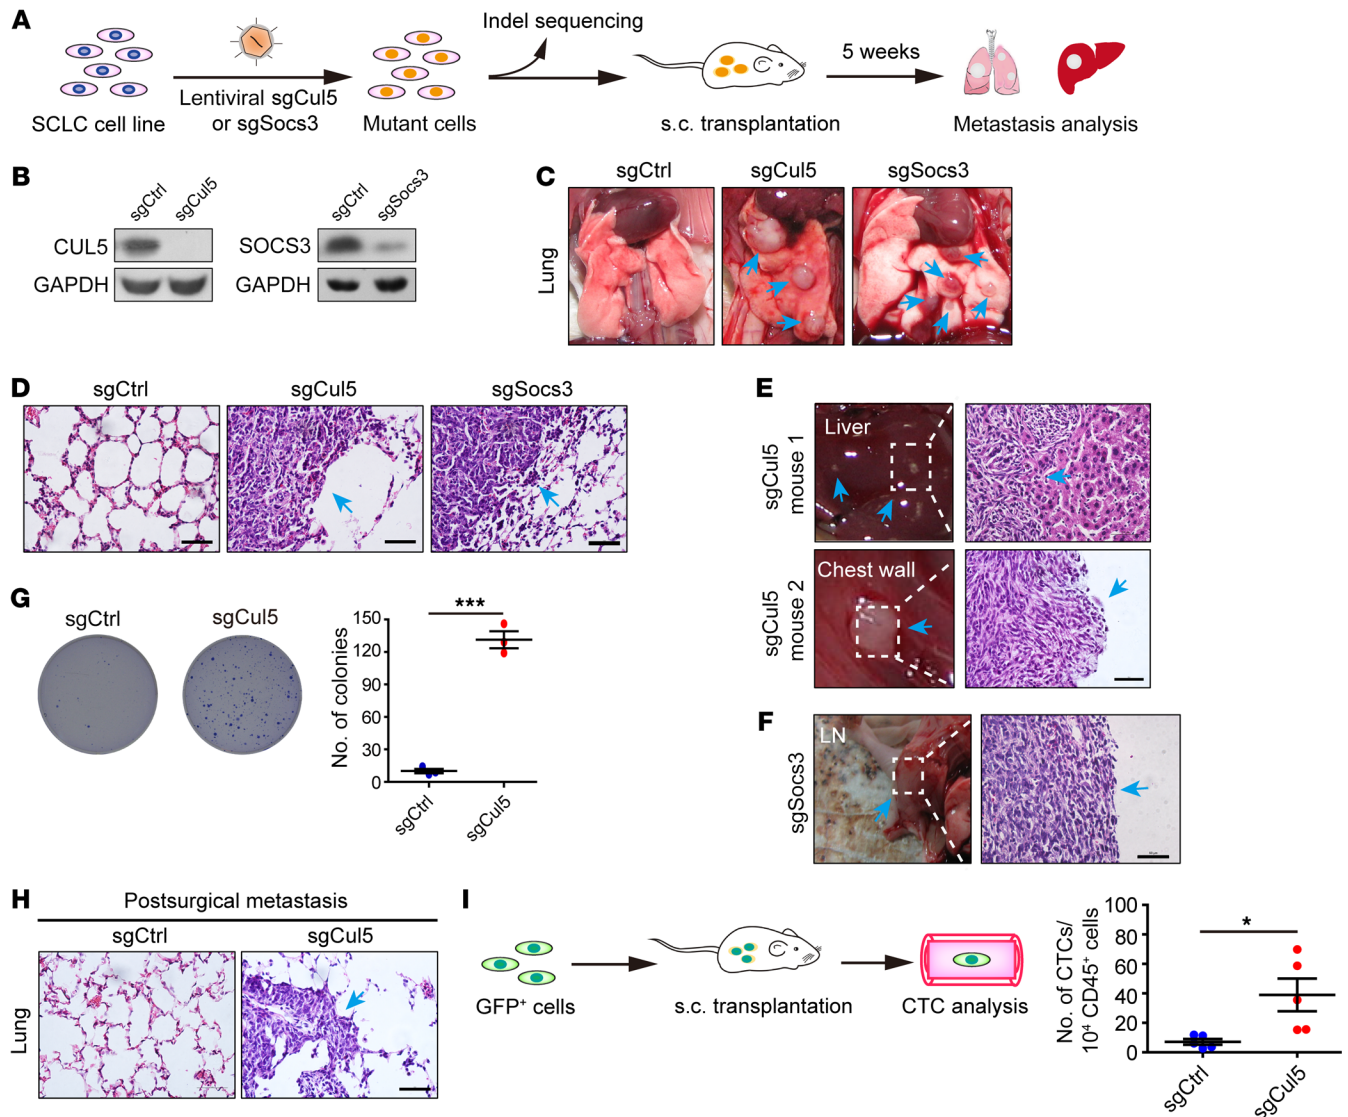 A
SCLC cell line
Lentiviral sgCul5
or sgSocs3
Mutant cells
Indel sequencing
s.c. transplantation
5 weeks
Metastasis analysis
B
sgCtrl
sgCul5
CUL5
GAPDH
sgCtrl
sgSocs3
SOCS3
GAPDH
C
sgCtrl
sgCul5
sgSocs3
Lung
D
sgCtrl
sgCul5
sgSocs3
E
sgCul5
mouse 1
Liver
sgCul5
mouse 2
Chest wall
F
sgSocs3
LN
G
sgCtrl
sgCul5
No. of colonies
150
120
90
60
30
0
***
sgCtrl
sgCul5
H
Postsurgical metastasis
sgCtrl
sgCul5
Lung
I
GFP⁺ cells
s.c. transplantation
CTC analysis
No. of CTCs/
10⁴ CD45⁺ cells
100
80
60
40
20
0
*
sgCtrl
sgCul5